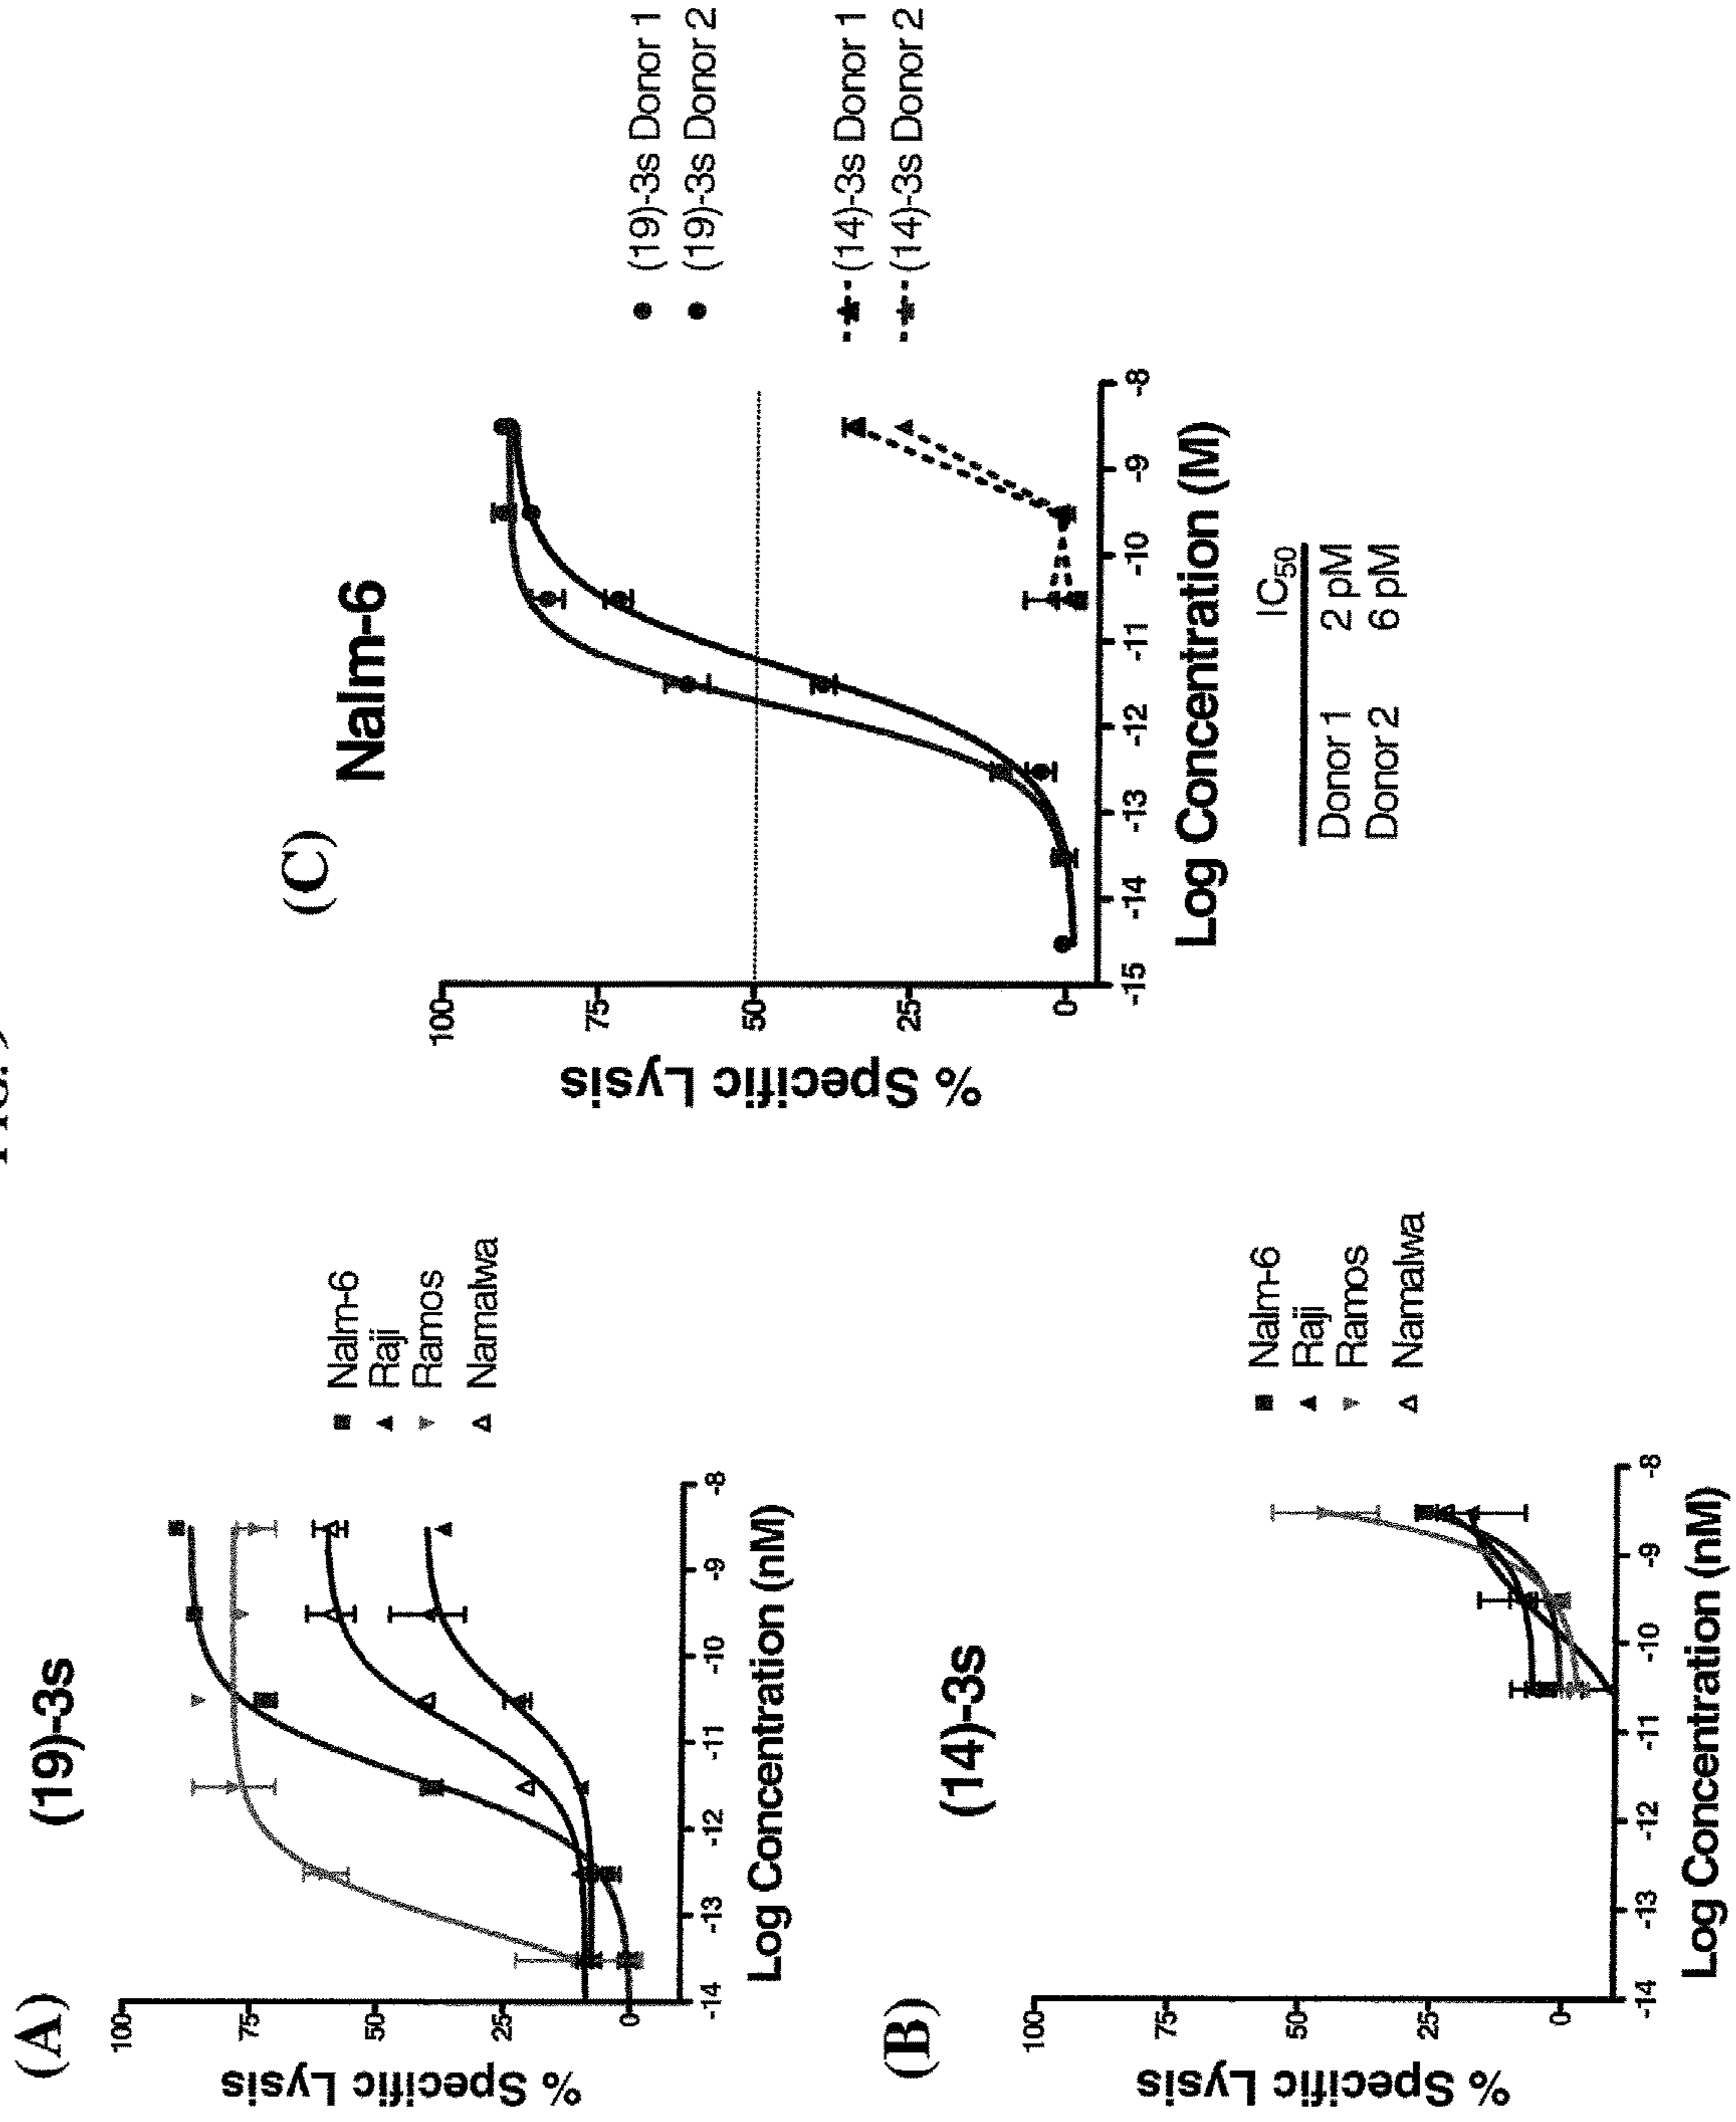 (A)
(19)-3s
100
75
50
25
0
% Specific Lysis
-14
-13
-12
-11
-10
-9
-8
Log Concentration (nM)
Nalm-6
Raji
Ramos
Namalwa
(B)
(14)-3s
100
75
50
25
0
% Specific Lysis
-14
-13
-12
-11
-10
-9
-8
Log Concentration (nM)
Nalm-6
Raji
Ramos
Namalwa
(C)
Nalm-6
100
75
50
25
0
% Specific Lysis
-15
-14
-13
-12
-11
-10
-9
-8
Log Concentration (M)
(19)-3s Donor 1
(19)-3s Donor 2
(14)-3s Donor 1
(14)-3s Donor 2
IC50
Donor 1 2 pM
Donor 2 6 pM